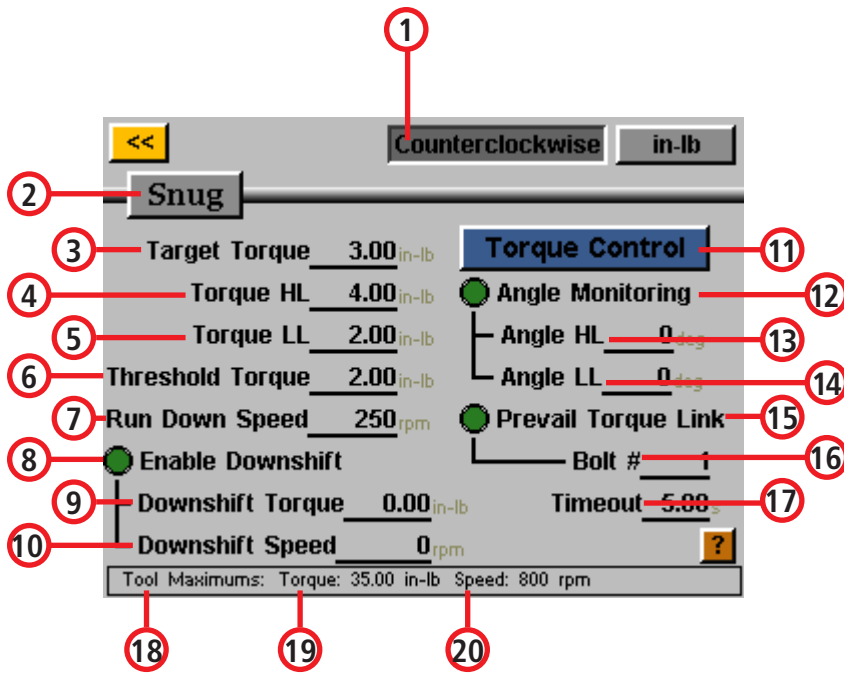 1
<< Counterclockwise in-lb
2 Snug
3 Target Torque 3.00 in-lb
4 Torque HL 4.00 in-lb
5 Torque LL 2.00 in-lb
6 Threshold Torque 2.00 in-lb
7 Run Down Speed 250 rpm
8 Enable Downshift
9 Downshift Torque 0.00 in-lb
10 Downshift Speed 0 rpm
Torque Control 11
Angle Monitoring 12
Angle HL 0 deg 13
Angle LL 0 deg 14
Prevail Torque Link 15
Bolt # 1 16
Timeout 5.00 s 17
?
Tool Maximums: Torque: 35.00 in-lb Speed: 800 rpm
18 19 20